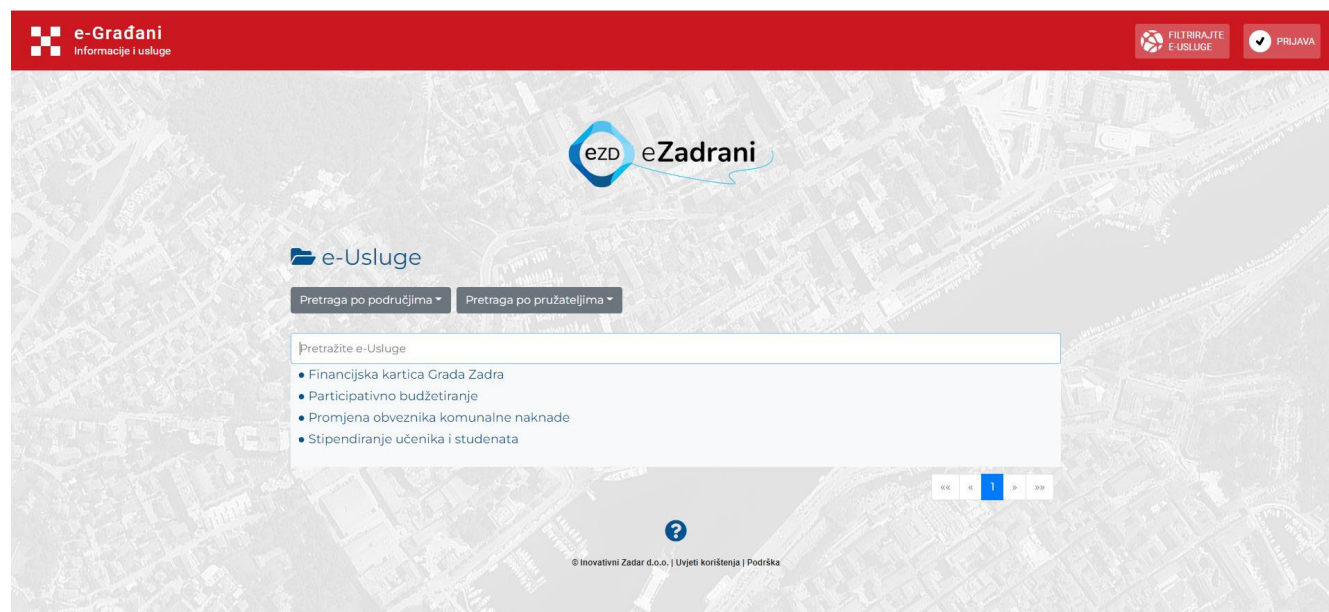 e-Građani
Informacije i usluge
FILTRIRAJTE
E-USLUGE
PRIJAVA
ezd eZadrani
e-Usluge
Pretraga po područjima
Pretraga po pružateljima
Pretražite e-Usluge
• Financijska kartica Grada Zadra
• Participativno budžetiranje
• Promjena obveznika komunalne naknade
• Stipendiranje učenika i studenata
«« « 1 » »»
?
© Inovativni Zadar d.o.o. | Uvjeti korištenja | Podrška